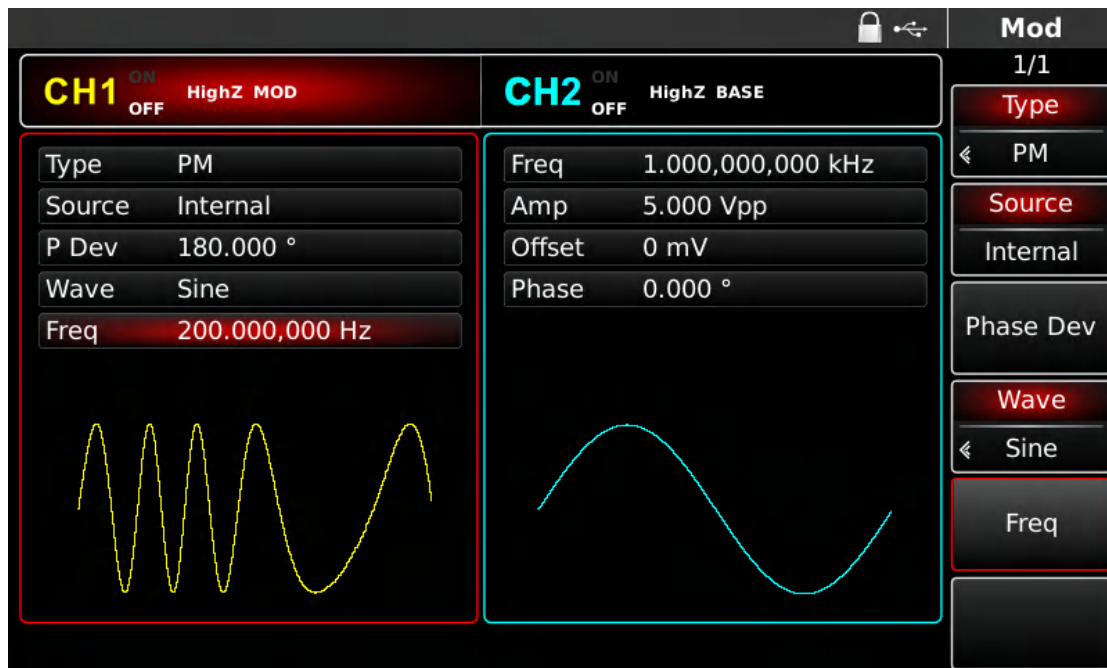 Mod
1/1
CH1 ON OFF HighZ MOD
CH2 ON OFF HighZ BASE
Type PM
Source Internal
P Dev 180.000 °
Wave Sine
Freq 200.000,000 Hz
Freq 1.000,000,000 kHz
Amp 5.000 Vpp
Offset 0 mV
Phase 0.000 °
Type
PM
Source
Internal
Phase Dev
Wave
Sine
Freq